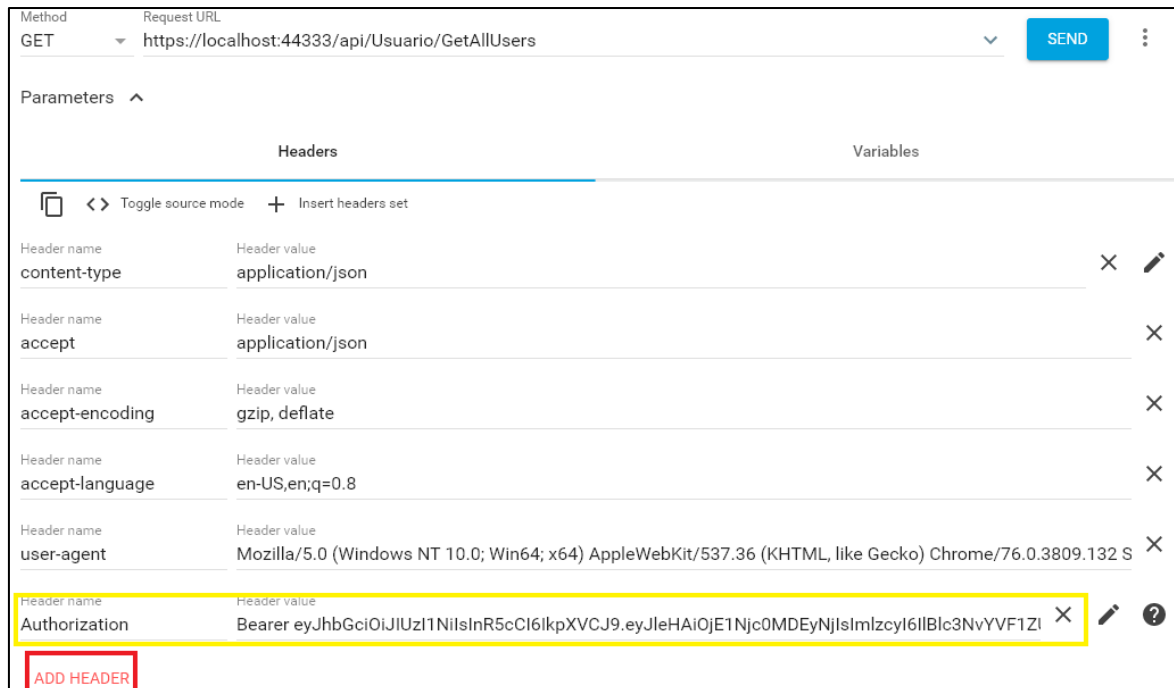 Method Request URL
GET https://localhost:44333/api/Usuario/GetAllUsers SEND
Parameters
Headers Variables
Toggle source mode Insert headers set
Header name Header value
content-type application/json
Header name Header value
accept application/json
Header name Header value
accept-encoding gzip, deflate
Header name Header value
accept-language en-US,en;q=0.8
Header name Header value
user-agent Mozilla/5.0 (Windows NT 10.0; Win64; x64) AppleWebKit/537.36 (KHTML, like Gecko) Chrome/76.0.3809.132 S
Header name Header value
Authorization Bearer eyJhbGciOiJIUzI1NiIsInR5cCI6IkpXVCJ9.eyJleHAiOjE1Njc0MDEyNjIsImlzcyI6IlBlc3NvYVF1ZU
ADD HEADER